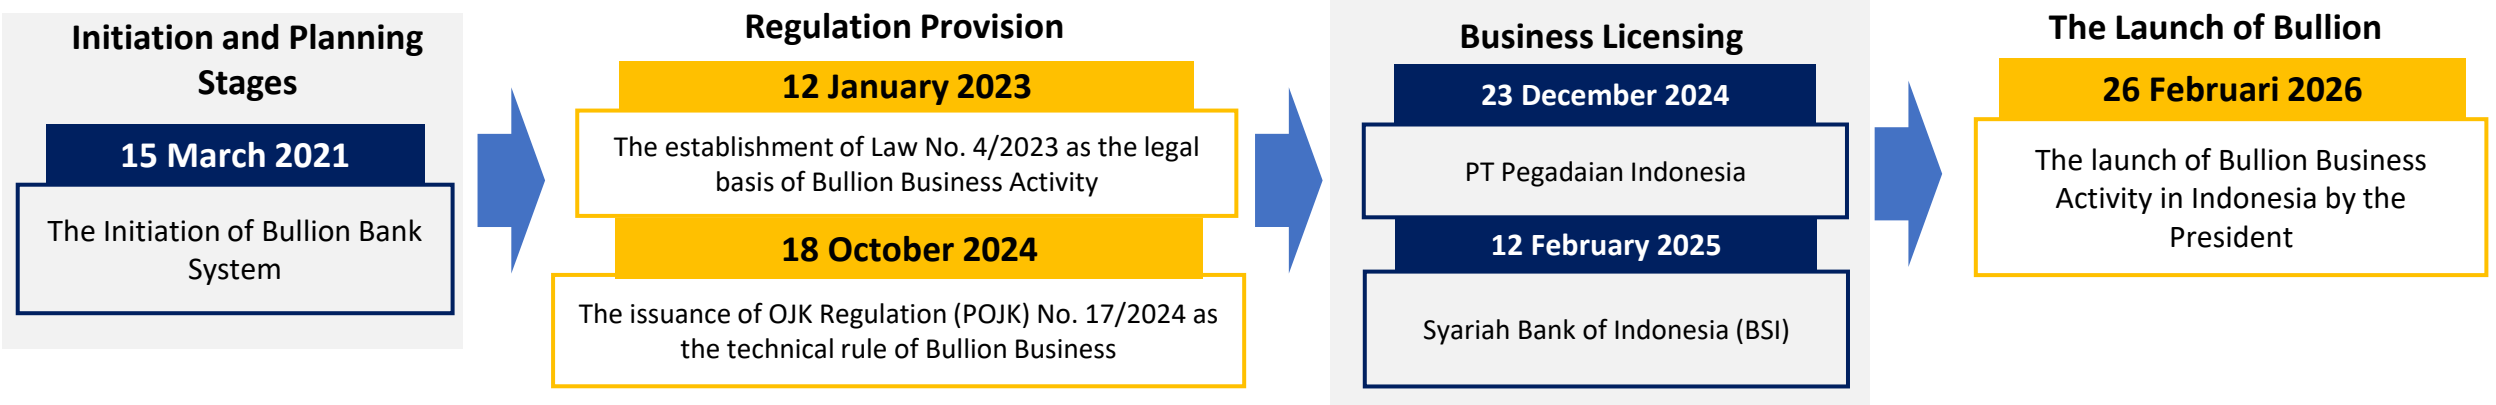 Initiation and Planning
Stages
15 March 2021
The Initiation of Bullion Bank
System
Regulation Provision
12 January 2023
The establishment of Law No. 4/2023 as the legal
basis of Bullion Business Activity
18 October 2024
The issuance of OJK Regulation (POJK) No. 17/2024 as
the technical rule of Bullion Business
Business Licensing
23 December 2024
PT Pegadaian Indonesia
12 February 2025
Syariah Bank of Indonesia (BSI)
The Launch of Bullion
26 Februari 2026
The launch of Bullion Business
Activity in Indonesia by the
President